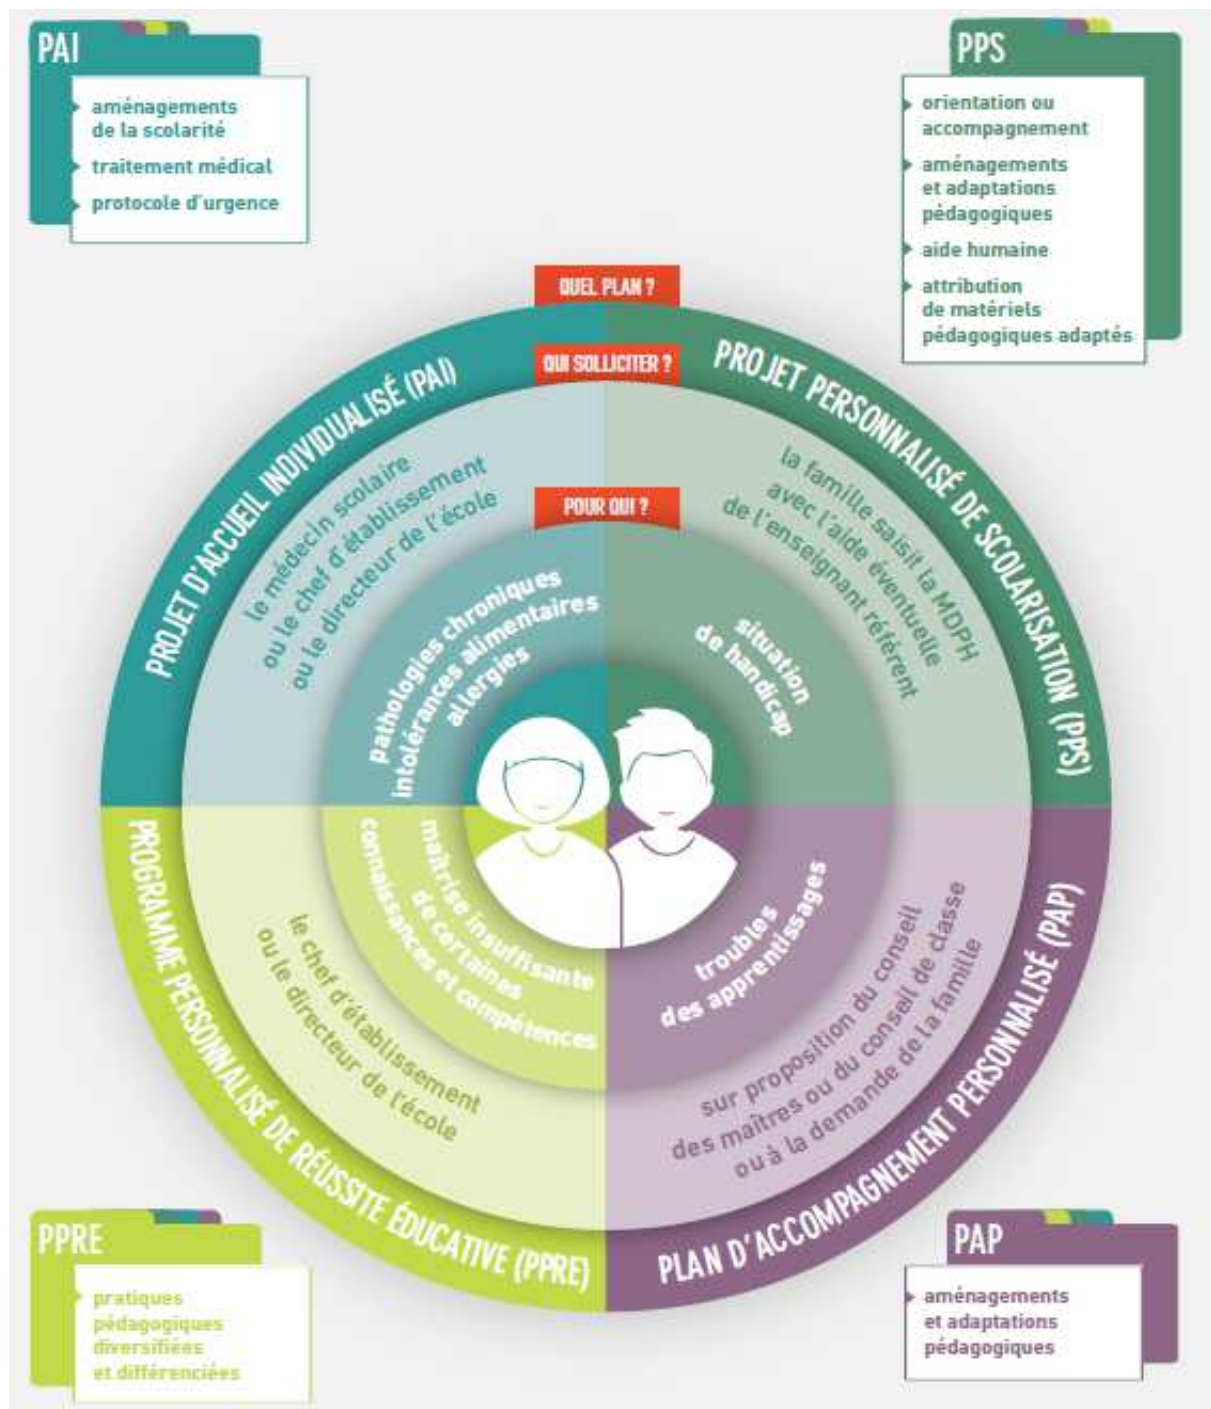 PAI
aménagements
de la scolarité
traitement médical
protocole d'urgence
PPS
orientation ou
accompagnement
aménagements
et adaptations
pédagogiques
aide humaine
attribution
de matériels
pédagogiques adaptés
QUEL PLAN ?
QUI SOLLICITER ?
POUR QUI ?
PROJET D'ACCUEIL INDIVIDUALISÉ (PAI)
le médecin scolaire
ou le chef d'établissement
ou le directeur de l'école
pathologies chroniques
intolérances alimentaires
allergies
PROJET PERSONNALISÉ DE SCOLARISATION (PPS)
la famille saisit la MDPH
avec l'aide éventuelle
de l'enseignant référent
situation
de handicap
PROGRAMME PERSONNALISÉ DE RÉUSSITE ÉDUCATIVE (PPRE)
le chef d'établissement
ou le directeur de l'école
maîtrise insuffisante
de certaines
connaissances et compétences
PLAN D'ACCOMPAGNEMENT PERSONNALISÉ (PAP)
troubles
des apprentissages
sur proposition du conseil
des maîtres ou du conseil de classe
ou à la demande de la famille
PPRE
pratiques
pédagogiques
diversifiées
et différenciées
PAP
aménagements
et adaptations
pédagogiques